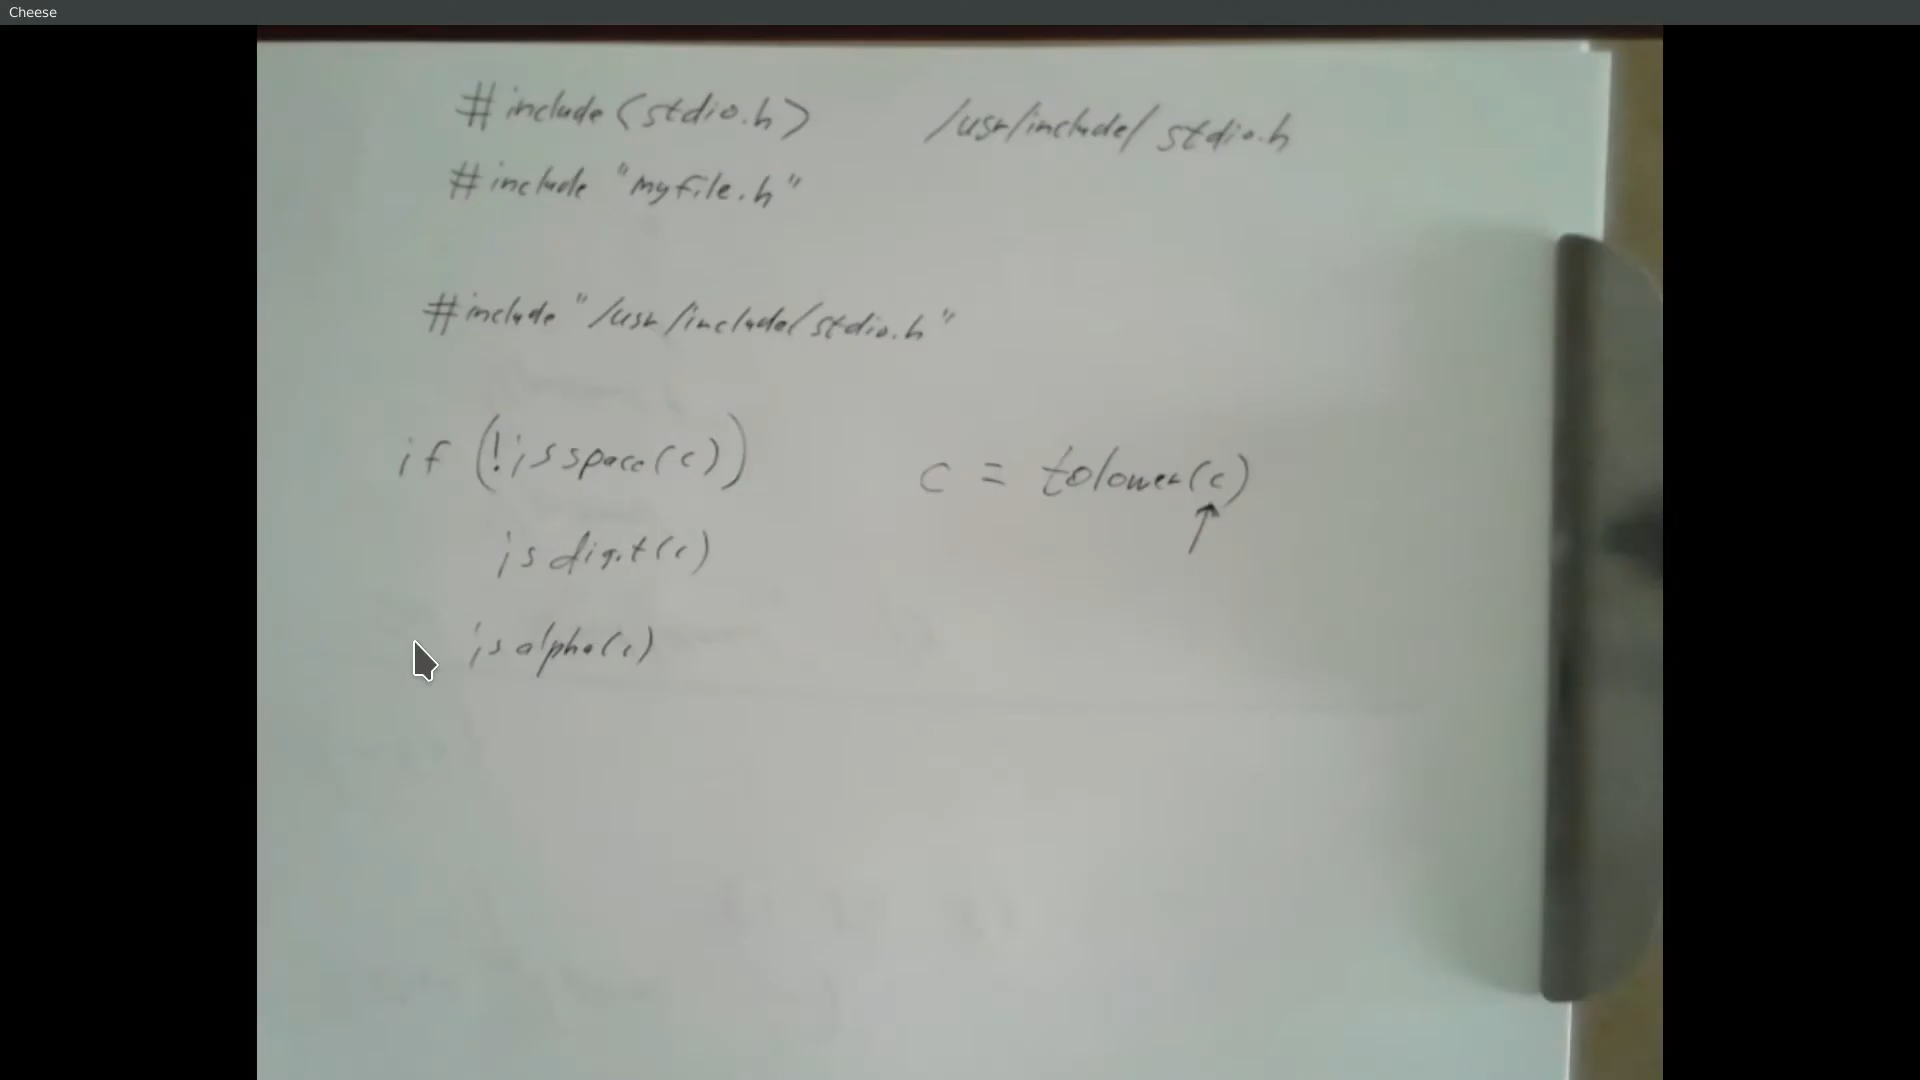 Cheese
#include <stdio.h> /usr/include/stdio.h
#include "myfile.h"
#include "/usr/include/stdio.h"
if (!isspace(c)) c = tolower(c)
isdigit(c)
isalpha(c)